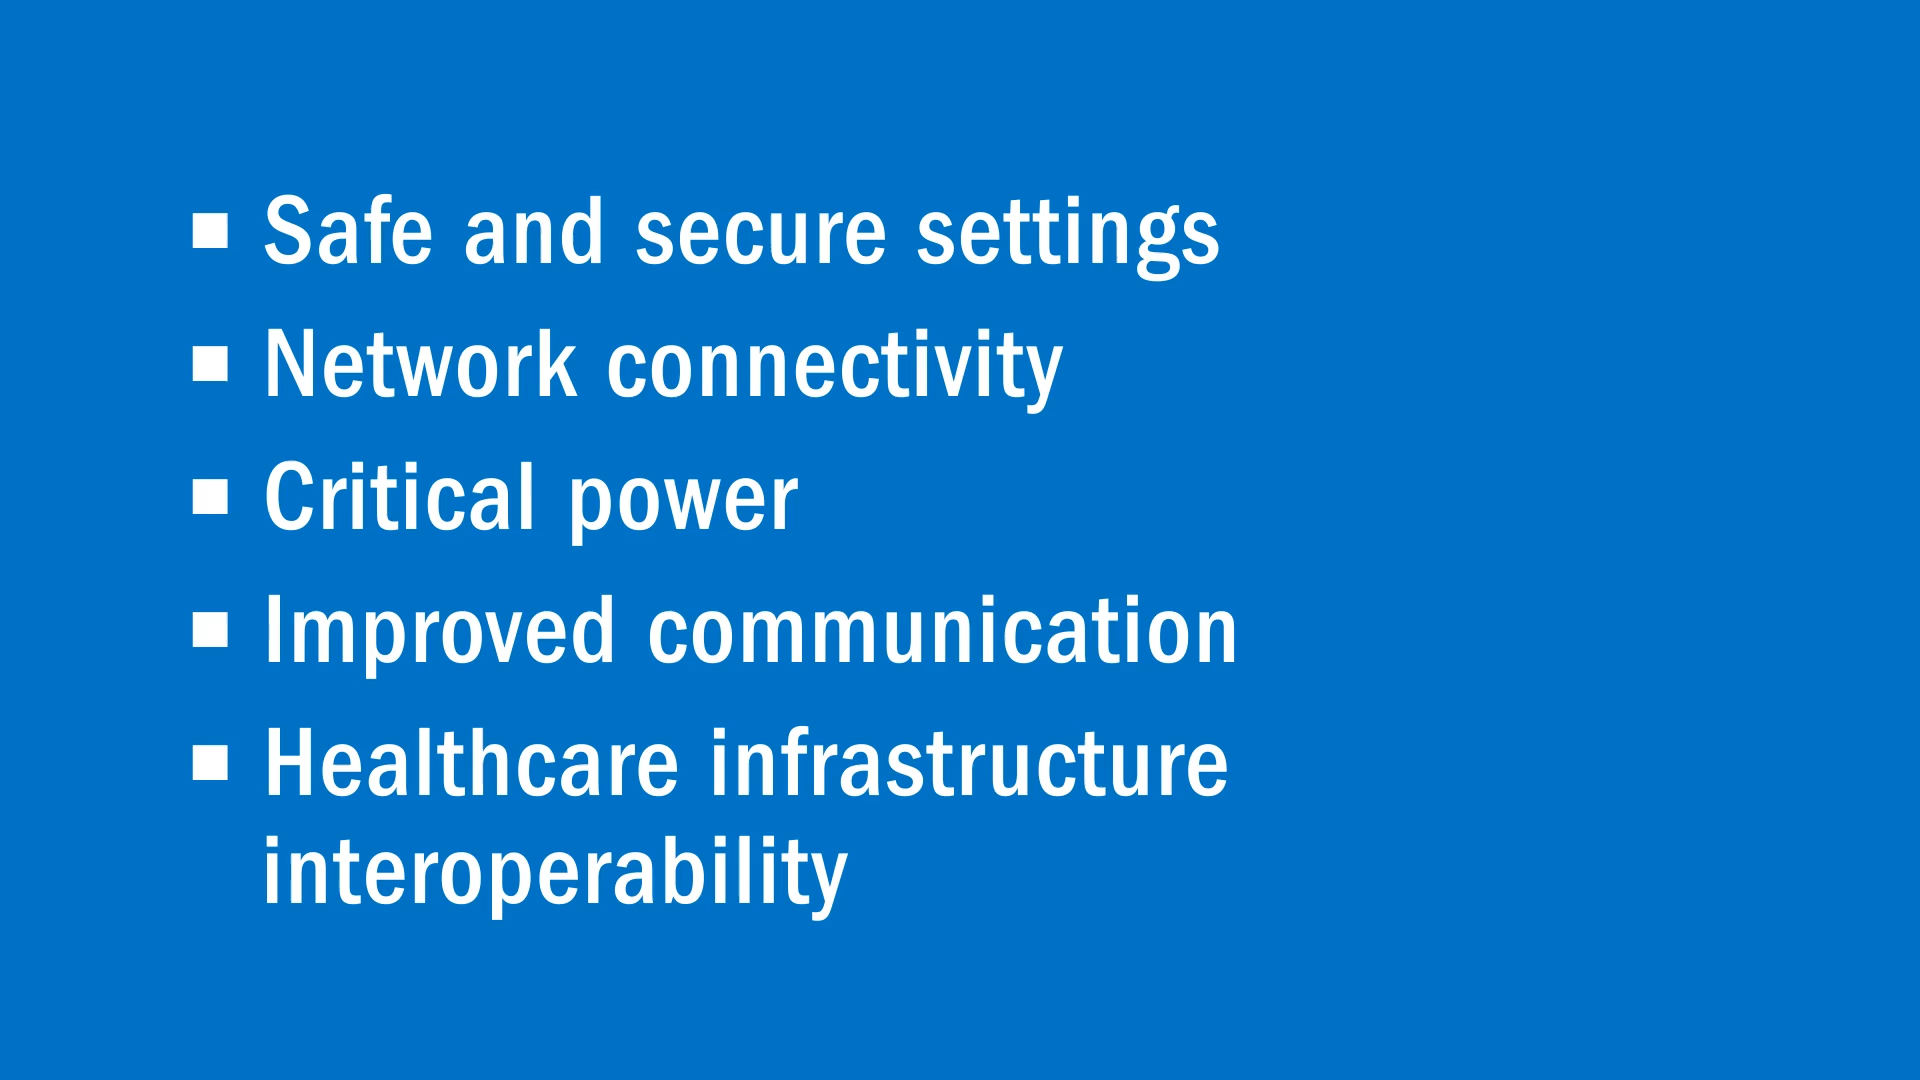 ■ Safe and secure settings
■ Network connectivity
■ Critical power
■ Improved communication
■ Healthcare infrastructure
interoperability